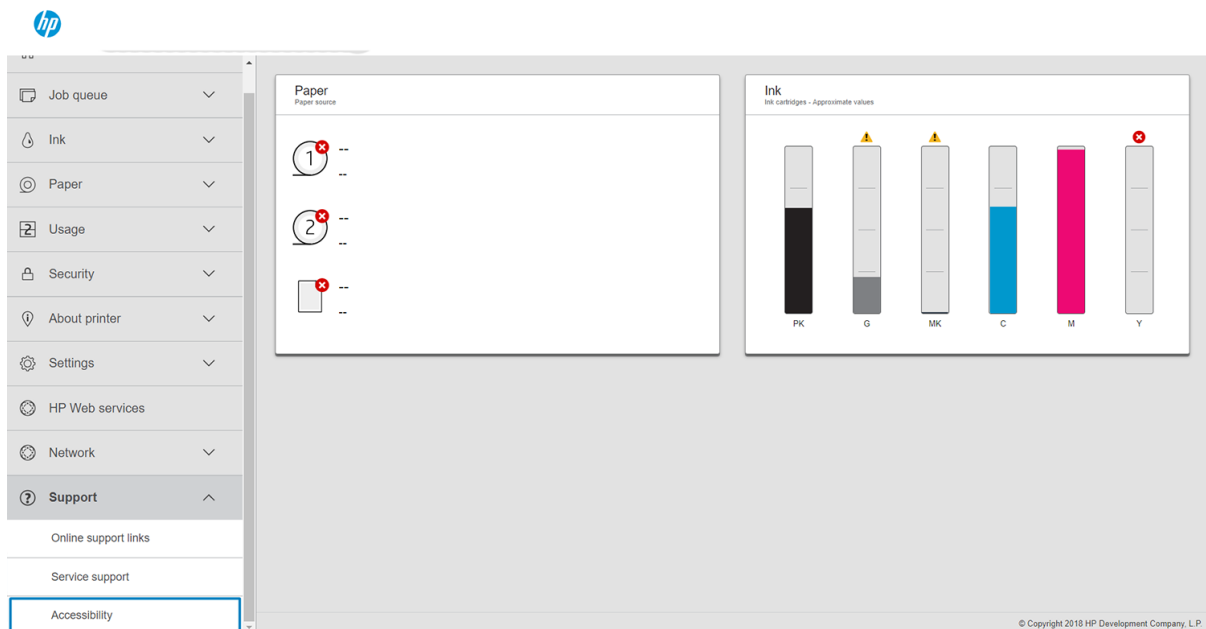 hp
Job queue
Ink
Paper
2 Usage
Security
About printer
Settings
HP Web services
Network
? Support
Online support links
Service support
Accessibility
Paper
Paper source
1 --
--
2 --
--
--
--
Ink
Ink cartridges - Approximate values
PK G MK C M Y
© Copyright 2018 HP Development Company, L.P.